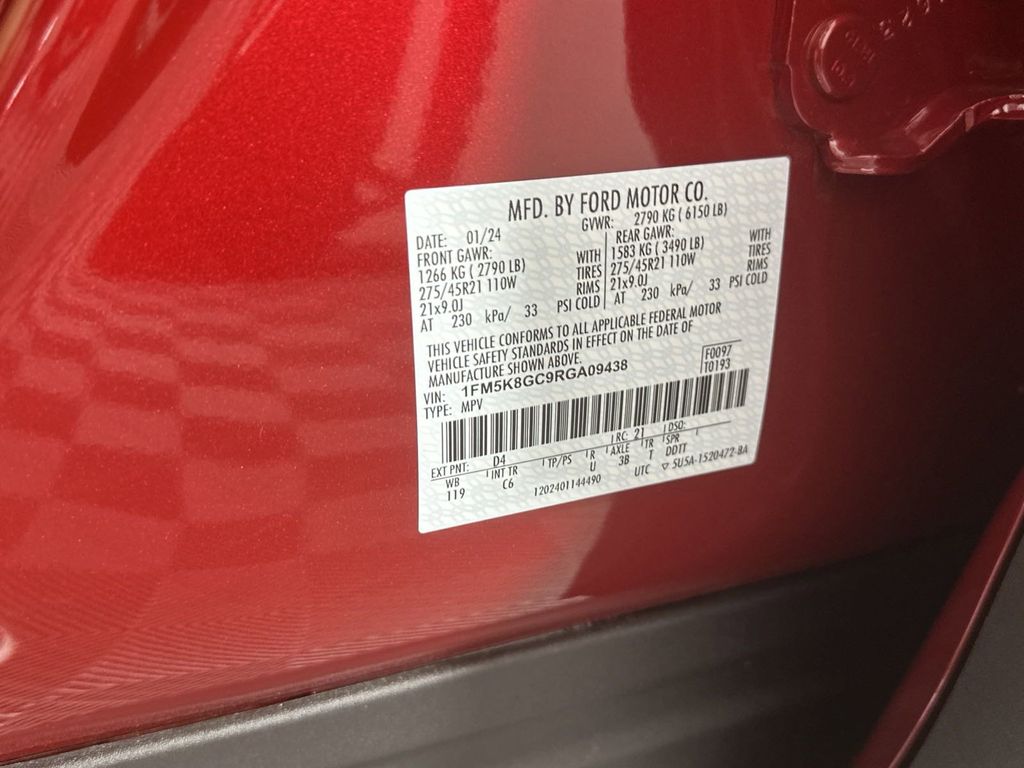 MFD. BY FORD MOTOR CO.
DATE: 01/24 GVWR: 2790 KG ( 6150 LB)
FRONT GAWR: REAR GAWR:
1266 KG ( 2790 LB) WITH 1583 KG ( 3490 LB) WITH
275/45R21 110W TIRES 275/45R21 110W TIRES
21x9.0J RIMS 21x9.0J RIMS
AT 230 kPa/ 33 PSI COLD AT 230 kPa/ 33 PSI COLD
THIS VEHICLE CONFORMS TO ALL APPLICABLE FEDERAL MOTOR
VEHICLE SAFETY STANDARDS IN EFFECT ON THE DATE OF
MANUFACTURE SHOWN ABOVE.
VIN: 1FM5K8GC9RGA09438 F0097
TYPE: MPV T0193
EXT PNT: D4 RC: 21 DSO:
WB INT TR TP/PS R AXLE TR SPR
119 C6 U 3B T DDTT
1202401144490 UTC ▽ 5U5A-1520472-BA